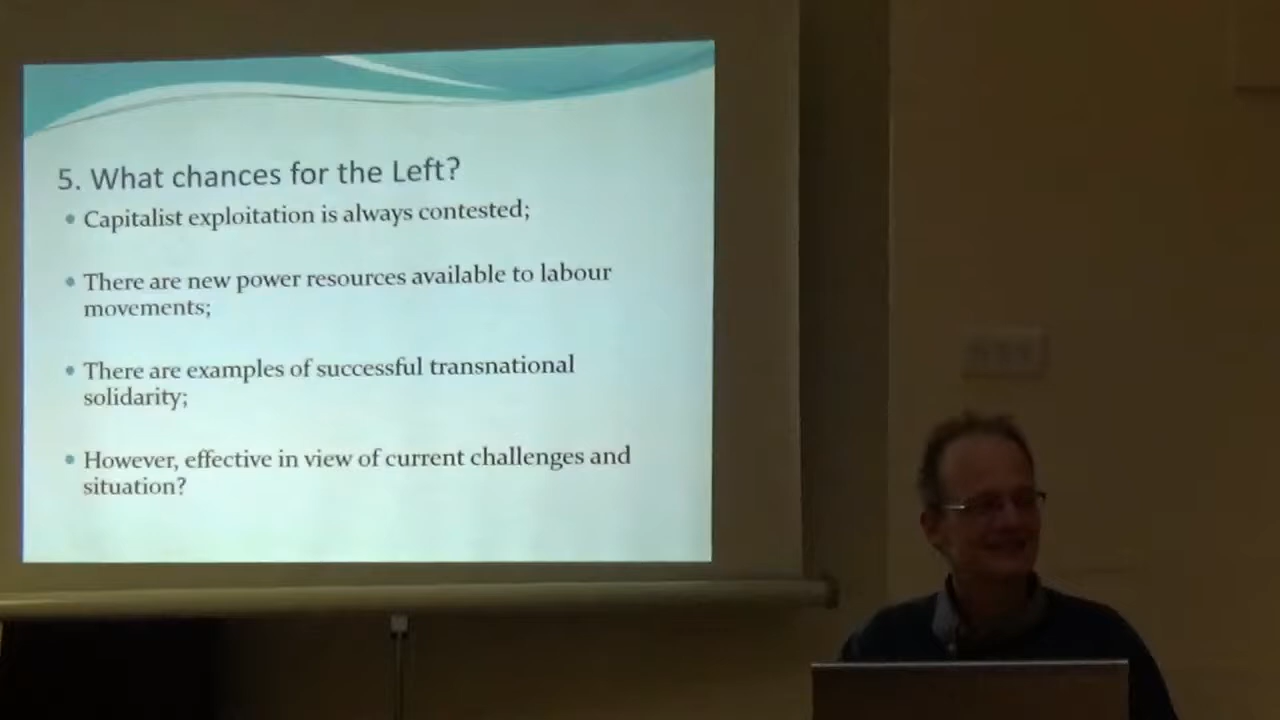 5. What chances for the Left?
• Capitalist exploitation is always contested;
• There are new power resources available to labour
movements;
• There are examples of successful transnational
solidarity;
• However, effective in view of current challenges and
situation?